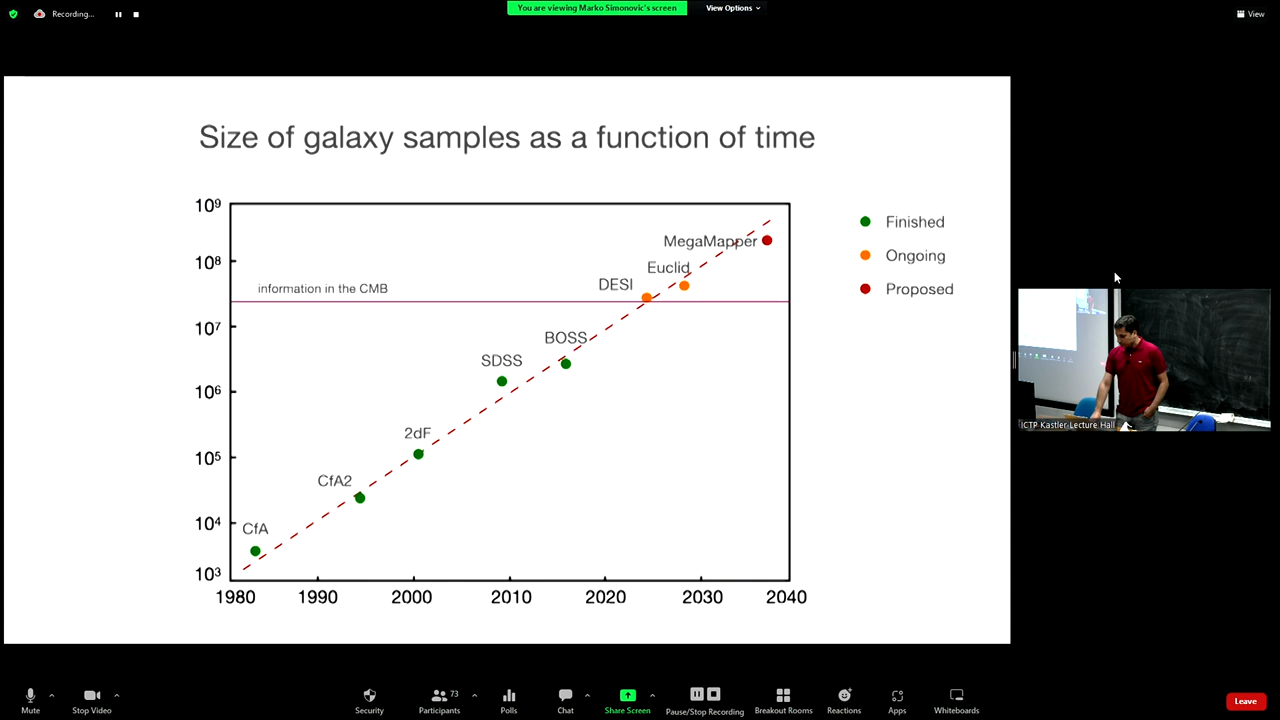 Recording...
You are viewing Marko Simonovic's screen
View Options
View
Size of galaxy samples as a function of time
10⁹
10⁸
10⁷
10⁶
10⁵
10⁴
10³
information in the CMB
MegaMapper
Euclid
DESI
BOSS
SDSS
2dF
CfA2
CfA
1980 1990 2000 2010 2020 2030 2040
Finished
Ongoing
Proposed
ICTP Kastler Lecture Hall
73
Mute
Stop Video
Security
Participants
Polls
Chat
Share Screen
Pause/Stop Recording
Breakout Rooms
Reactions
Apps
Whiteboards
Leave